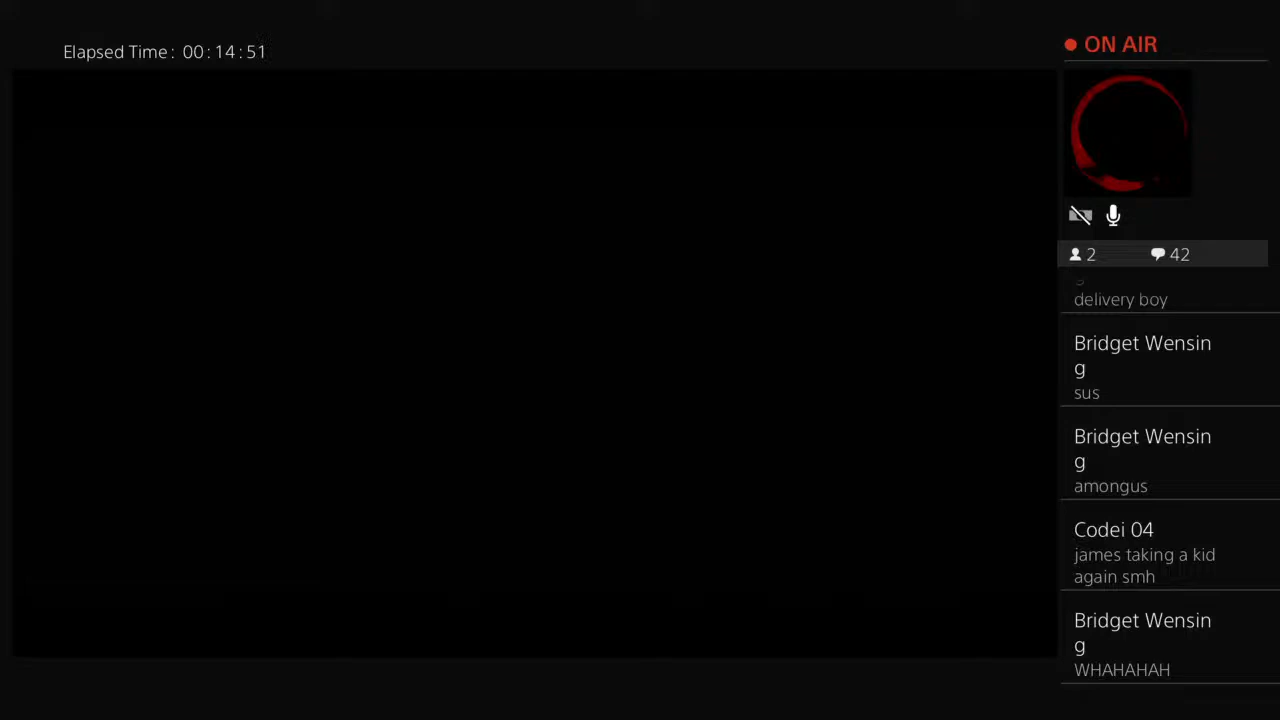 Elapsed Time: 00:14:51
ON AIR
2 42
delivery boy
Bridget Wensin
g
sus
Bridget Wensin
g
amongus
Codei 04
james taking a kid
again smh
Bridget Wensin
g
WHAHAHAH